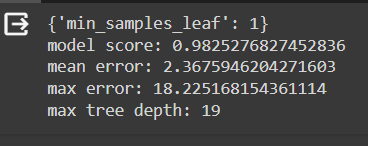 {'min_samples_leaf': 1}
model score: 0.9825276827452836
mean error: 2.3675946204271603
max error: 18.225168154361114
max tree depth: 19